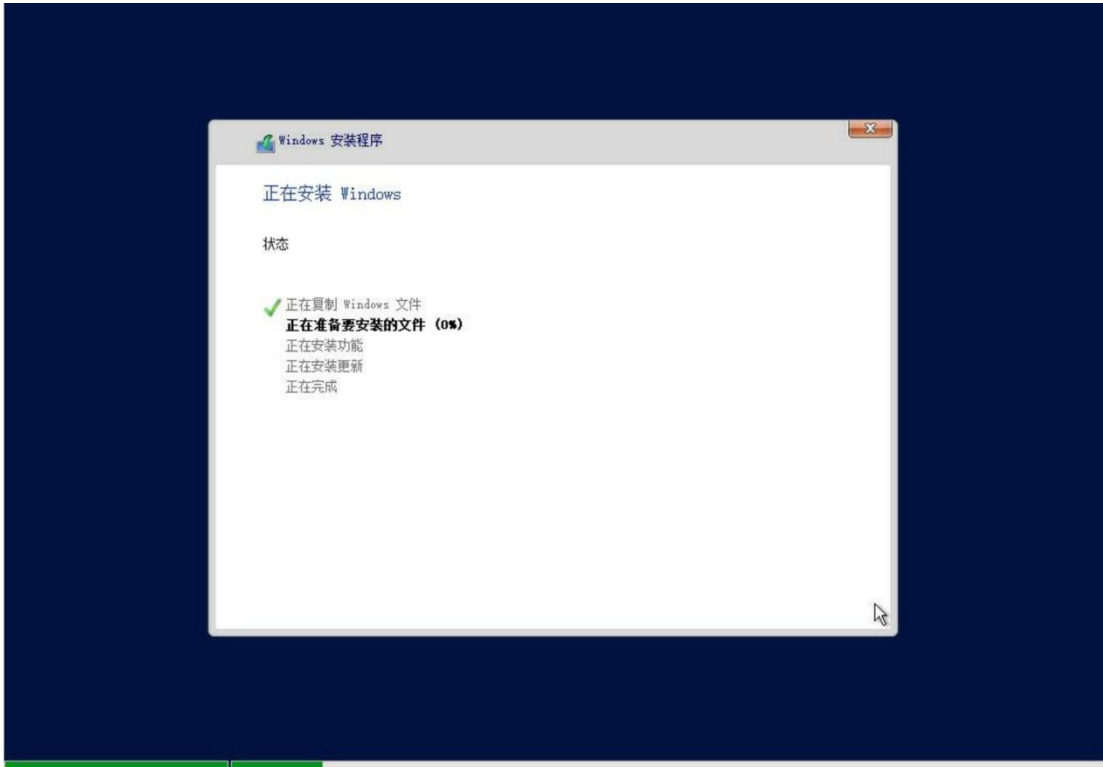 Windows 安装程序
正在安装 Windows
状态
正在复制 Windows 文件
正在准备要安装的文件 (0%)
正在安装功能
正在安装更新
正在完成